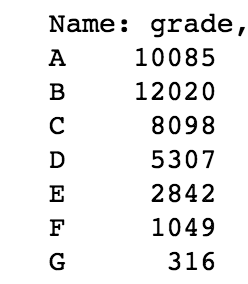 Name: grade,
A 10085
B 12020
C 8098
D 5307
E 2842
F 1049
G 316